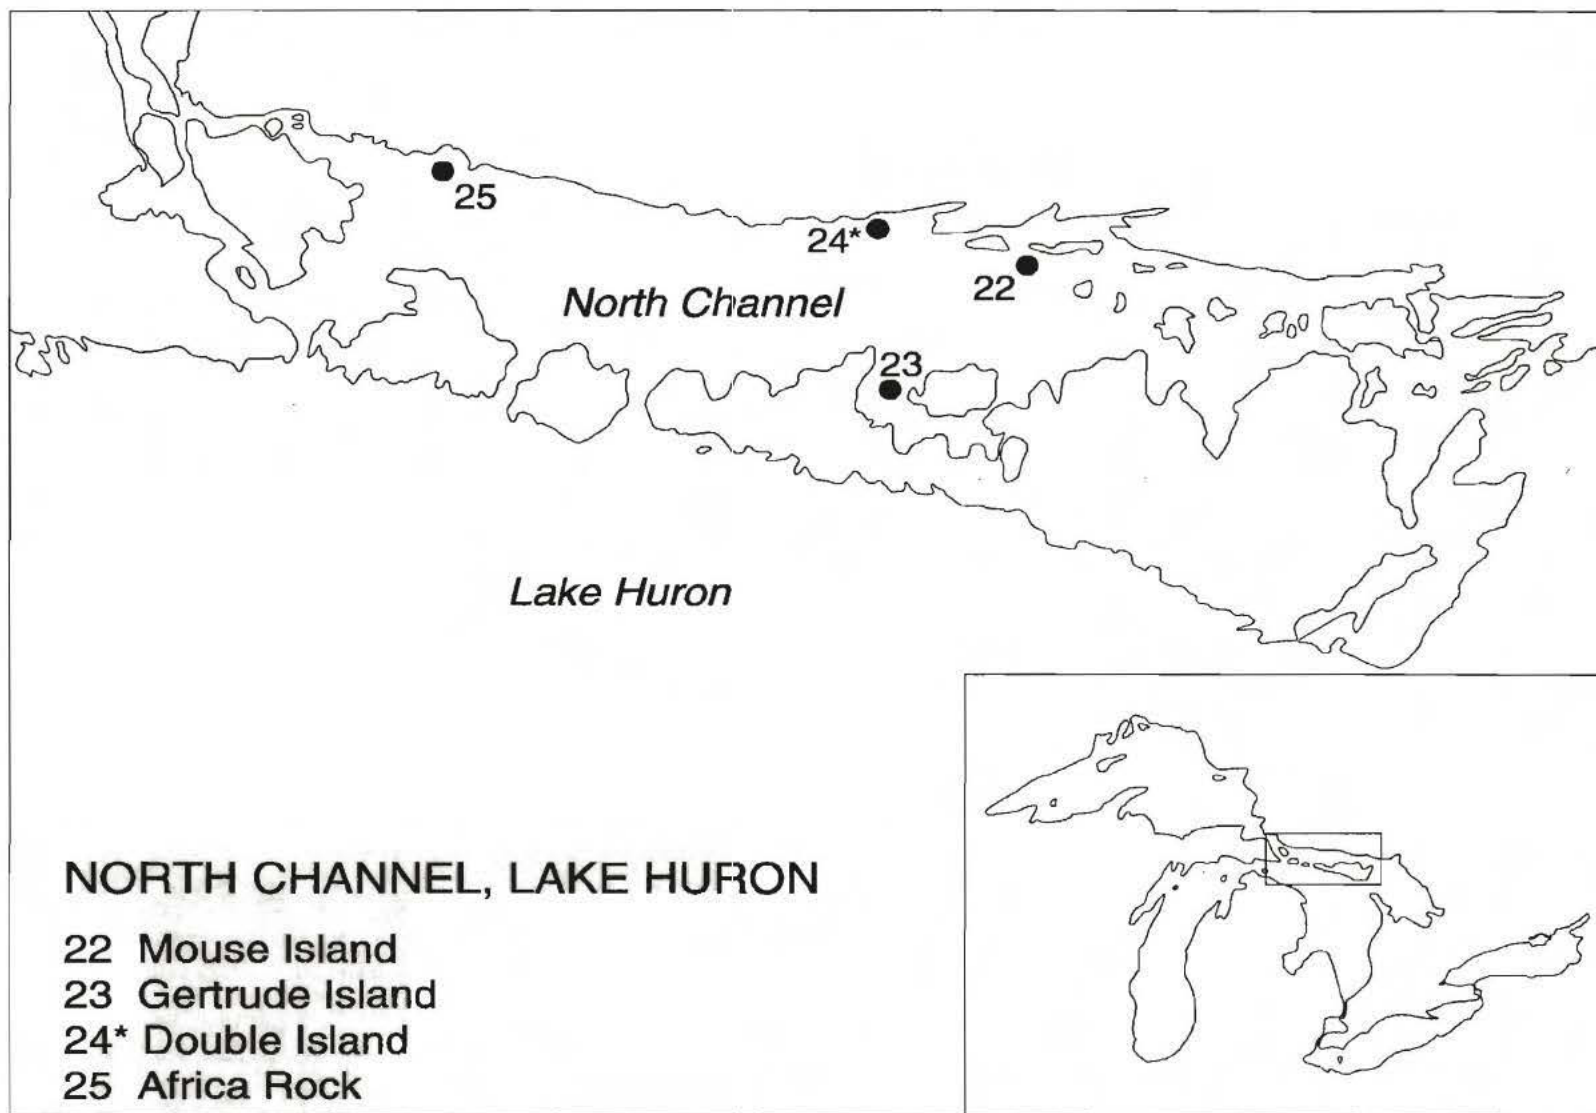 25
24*
22
North Channel
23
Lake Huron
NORTH CHANNEL, LAKE HURON
22 Mouse Island
23 Gertrude Island
24* Double Island
25 Africa Rock